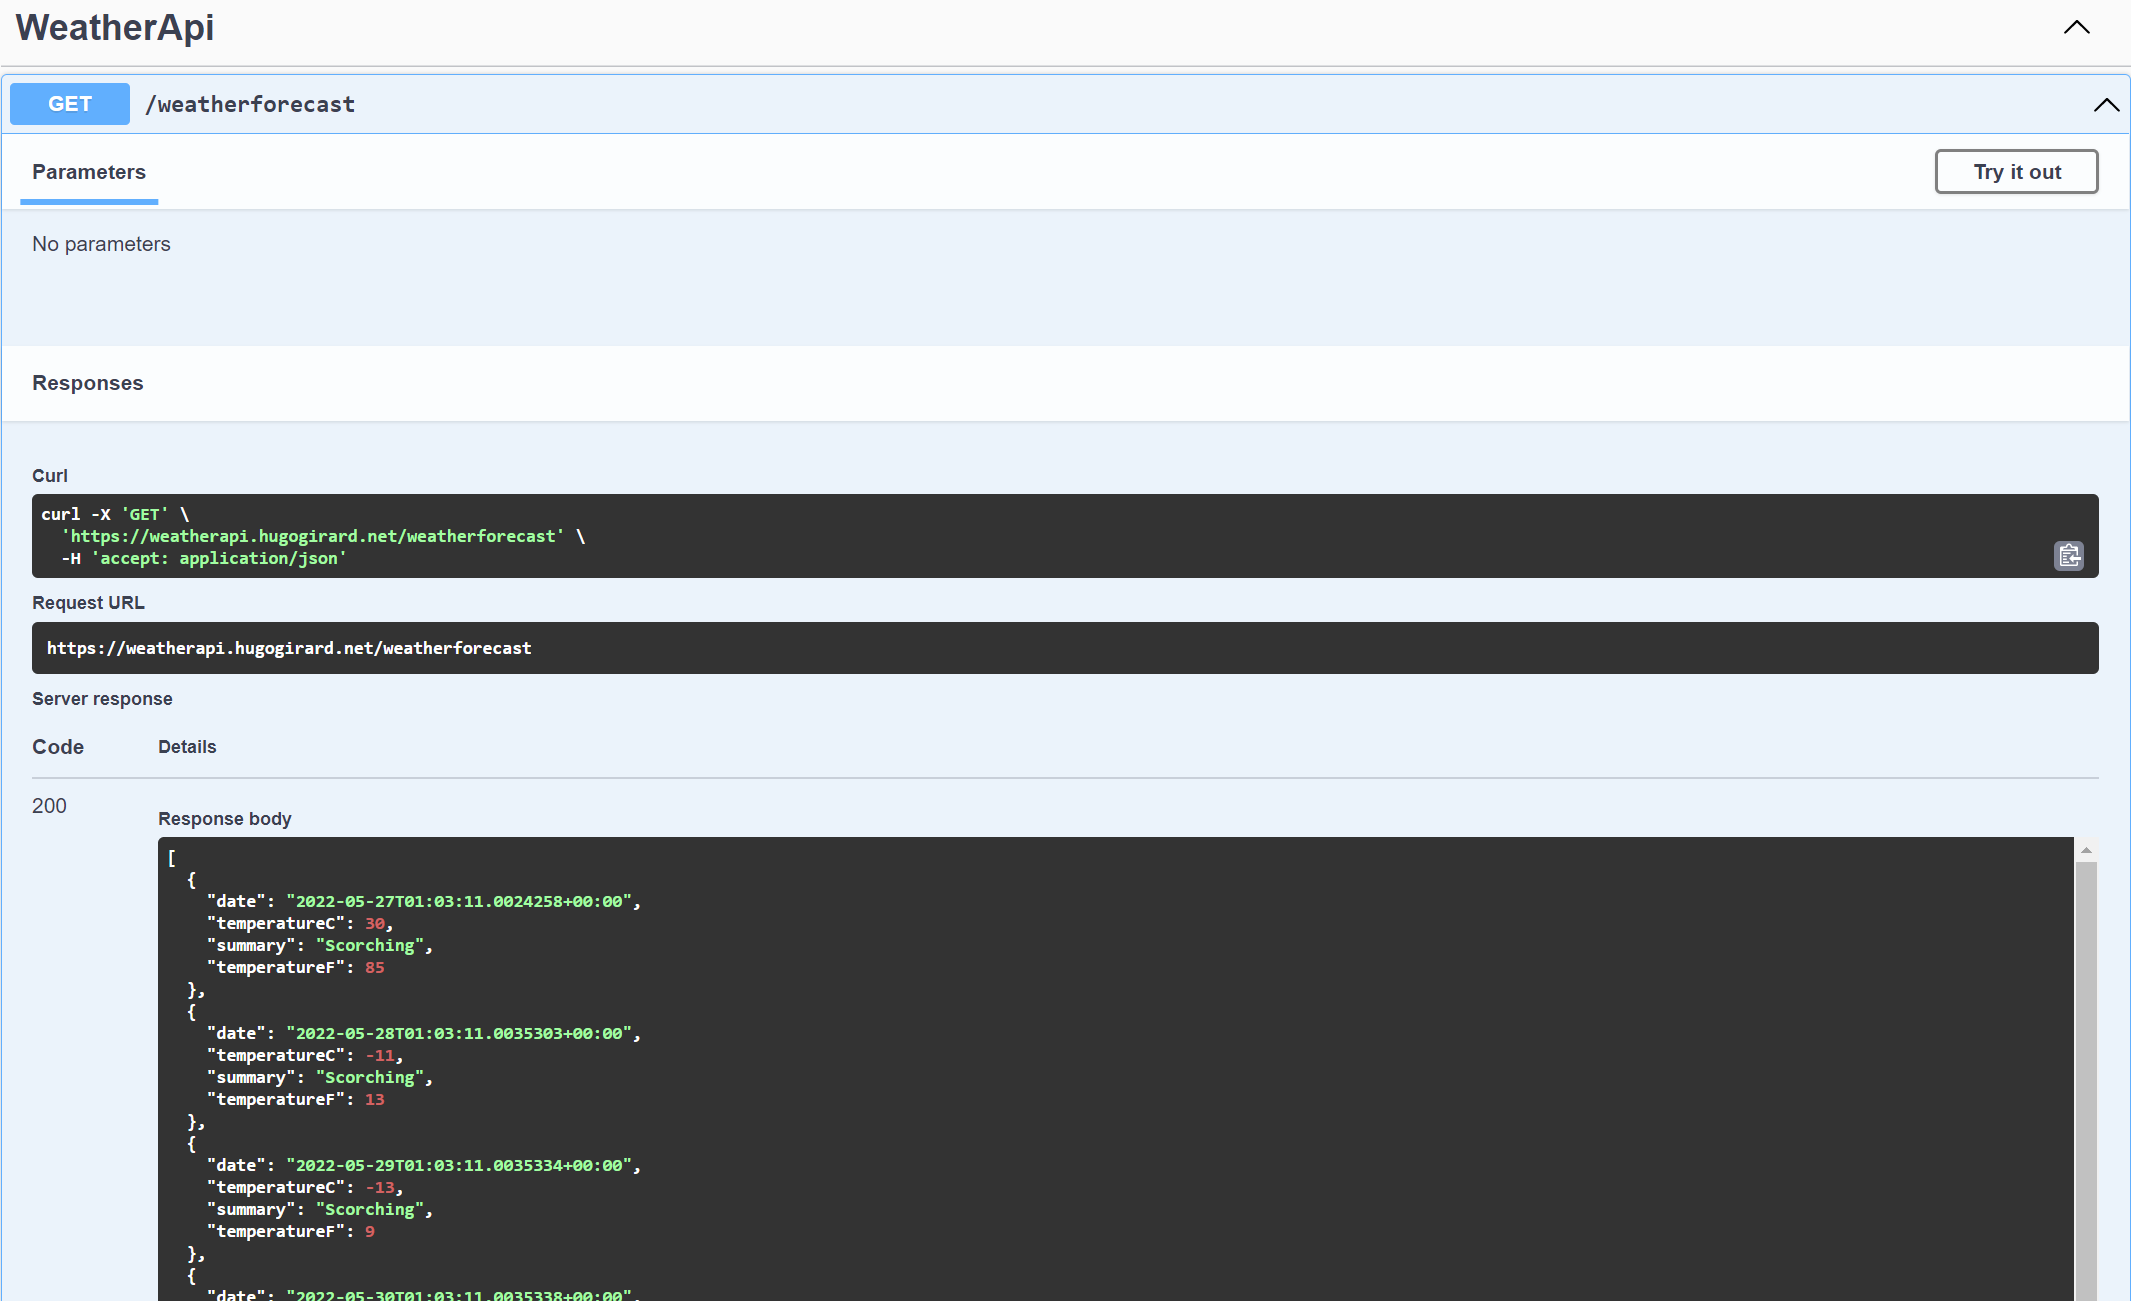 WeatherApi
GET /weatherforecast
Parameters
Try it out
No parameters
Responses
Curl
curl -X 'GET' \
  'https://weatherapi.hugogirard.net/weatherforecast' \
  -H 'accept: application/json'
Request URL
https://weatherapi.hugogirard.net/weatherforecast
Server response
Code Details
200
Response body
[
  {
    "date": "2022-05-27T01:03:11.0024258+00:00",
    "temperatureC": 30,
    "summary": "Scorching",
    "temperatureF": 85
  },
  {
    "date": "2022-05-28T01:03:11.0035303+00:00",
    "temperatureC": -11,
    "summary": "Scorching",
    "temperatureF": 13
  },
  {
    "date": "2022-05-29T01:03:11.0035334+00:00",
    "temperatureC": -13,
    "summary": "Scorching",
    "temperatureF": 9
  },
  {
    "date": "2022-05-30T01:03:11.0035338+00:00",